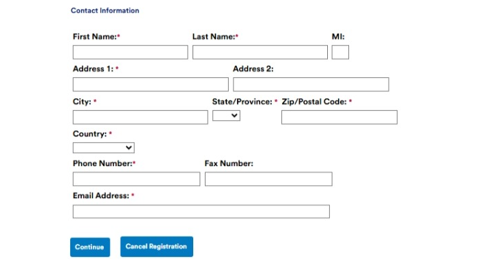 Contact Information
First Name:* Last Name:* MI:
Address 1: * Address 2:
City: * State/Province: * Zip/Postal Code: *
Country: *
Phone Number:* Fax Number:
Email Address: *
Continue Cancel Registration